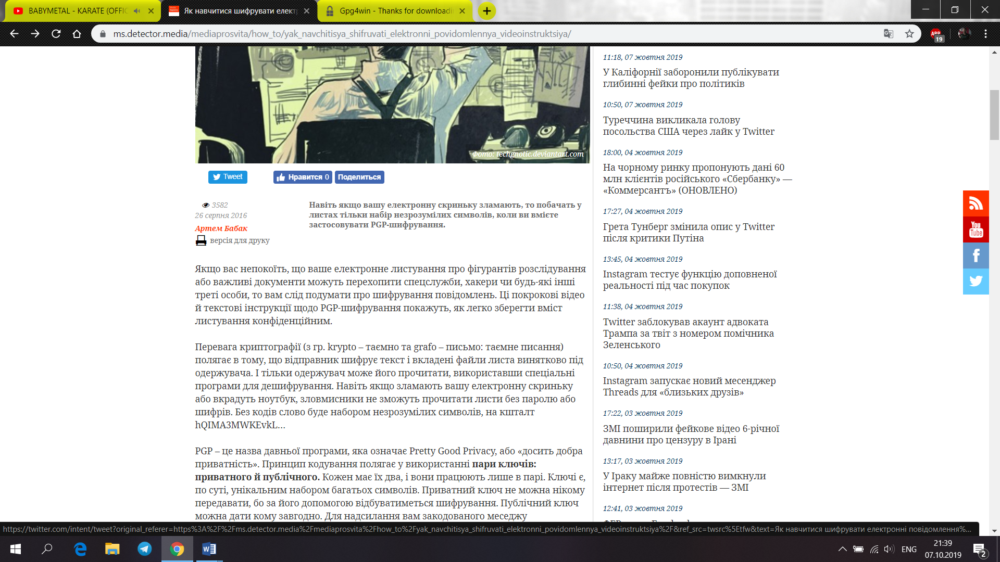 BABYMETAL - KARATE (OFFIC
Як навчитися шифрувати елект
Gpg4win - Thanks for downloadi
ms.detector.media/mediaprosvita/how_to/yak_navchitisya_shifruvati_elektronni_povidomlennya_videoinstruktsiya/
ABP
19
Фото: techgnotic.deviantart.com
Tweet
Нравится 0
Поделиться
3582
26 серпня 2016
Артем Бабак
версія для друку
Навіть якщо вашу електронну скриньку зламають, то побачать у
листах тільки набір незрозумілих символів, коли ви вмієте
застосовувати PGP-шифрування.
Якщо вас непокоїть, що ваше електронне листування про фігурантів розслідування
або важливі документи можуть перехопити спецслужби, хакери чи будь-які інші
треті особи, то вам слід подумати про шифрування повідомлень. Ці покрокові відео
й текстові інструкції щодо PGP-шифрування покажуть, як легко зберегти вміст
листування конфіденційним.
Перевага криптографії (з гр. krypto – таємно та grafo – письмо: таємне писання)
полягає в тому, що відправник шифрує текст і вкладені файли листа винятково під
одержувача. І тільки одержувач може його прочитати, використавши спеціальні
програми для дешифрування. Навіть якщо зламають вашу електронну скриньку
або вкрадуть ноутбук, зловмисники не зможуть прочитати листи без паролю або
шифрів. Без кодів слово буде набором незрозумілих символів, на кшталт
hQIMA3MWKEvkL...
PGP – це назва давньої програми, яка означає Pretty Good Privacy, або «досить добра
приватність». Принцип кодування полягає у використанні пари ключів:
приватного й публічного. Кожен має їх два, і вони працюють лише в парі. Ключі є,
по суті, унікальним набором багатьох символів. Приватний ключ не можна нікому
передавати, бо за його допомогою відбуватиметься шифрування. Публічний ключ
можна дати кому завгодно. Для надсилання вам закодованого меседжу
11:18, 07 жовтня 2019
У Каліфорнії заборонили публікувати
глибинні фейки про політиків
10:50, 07 жовтня 2019
Туреччина викликала голову
посольства США через лайк у Twitter
18:00, 04 жовтня 2019
На чорному ринку пропонують дані 60
млн клієнтів російського «Сбербанку» —
«Коммерсантъ» (ОНОВЛЕНО)
17:27, 04 жовтня 2019
Грета Тунберг змінила опис у Twitter
після критики Путіна
13:45, 04 жовтня 2019
Instagram тестує функцію доповненої
реальності під час покупок
11:38, 04 жовтня 2019
Twitter заблокував акаунт адвоката
Трампа за твіт з номером помічника
Зеленського
10:50, 04 жовтня 2019
Instagram запускає новий месенджер
Threads для «близьких друзів»
17:22, 03 жовтня 2019
ЗМІ поширили фейкове відео 6-річної
давнини про цензуру в Ірані
13:17, 03 жовтня 2019
У Іраку майже повністю вимкнули
інтернет після протестів — ЗМІ
12:41, 03 жовтня 2019
You
Tube
https://twitter.com/intent/tweet?original_referer=https%3A%2F%2Fms.detector.media%2Fmediaprosvita%2Fhow_to%2Fyak_navchitisya_shifruvati_elektronni_povidomlennya_videoinstruktsiya%2F&ref_src=twsrc%5Etfw&text=Як навчитися шифрувати електронні повідомлення%...
ENG
21:39
07.10.2019
2